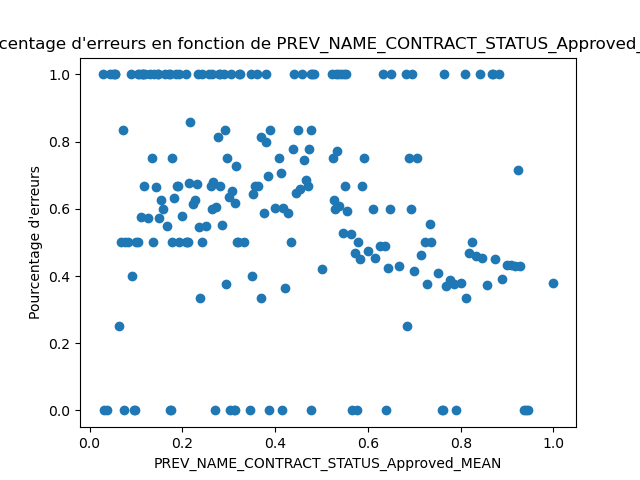 centage d'erreurs en fonction de PREV_NAME_CONTRACT_STATUS_Approved_
1.0
0.8
0.6
0.4
0.2
0.0
Pourcentage d'erreurs
0.0 0.2 0.4 0.6 0.8 1.0
PREV_NAME_CONTRACT_STATUS_Approved_MEAN